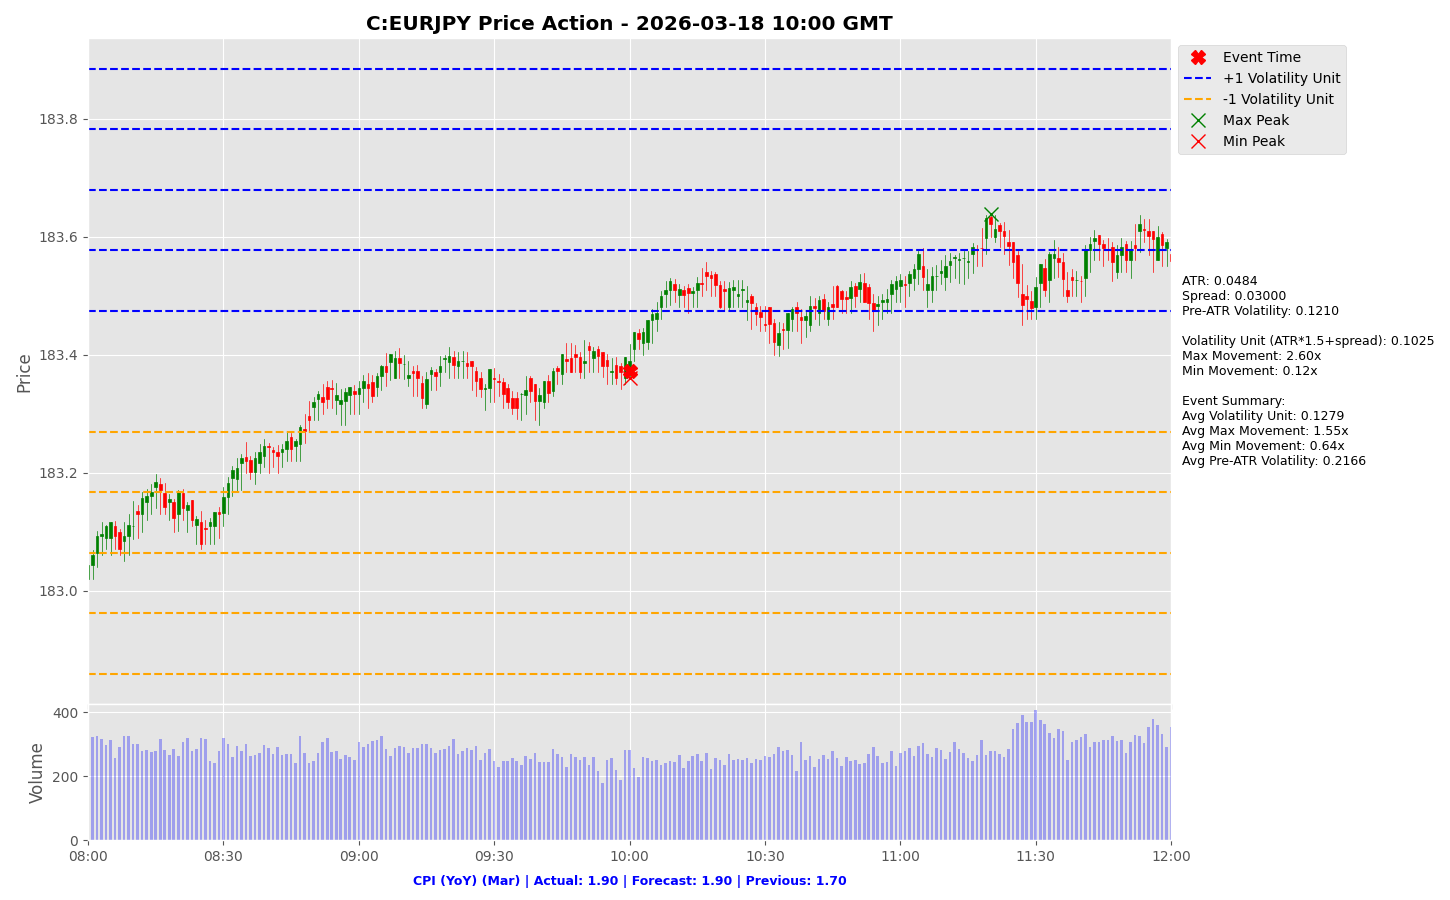 C:EURJPY Price Action - 2026-03-18 10:00 GMT
Event Time
+1 Volatility Unit
-1 Volatility Unit
Max Peak
Min Peak
183.8
183.6
183.4
183.2
183.0
Price
ATR: 0.0484
Spread: 0.03000
Pre-ATR Volatility: 0.1210
Volatility Unit (ATR*1.5+spread): 0.1025
Max Movement: 2.60x
Min Movement: 0.12x
Event Summary:
Avg Volatility Unit: 0.1279
Avg Max Movement: 1.55x
Avg Min Movement: 0.64x
Avg Pre-ATR Volatility: 0.2166
400
200
0
Volume
08:00 08:30 09:00 09:30 10:00 10:30 11:00 11:30 12:00
CPI (YoY) (Mar) | Actual: 1.90 | Forecast: 1.90 | Previous: 1.70